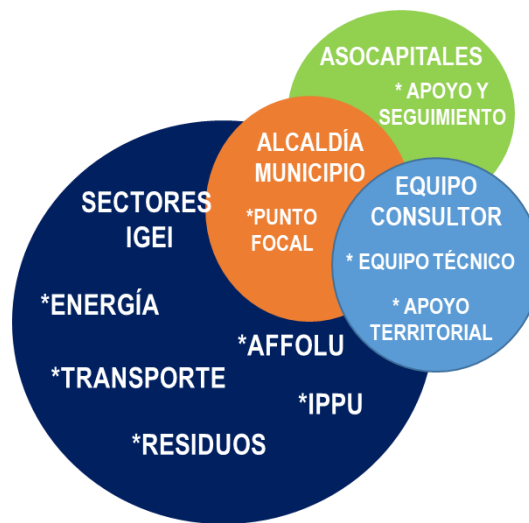 ASOCAPITALES
* APOYO Y
SEGUIMIENTO
ALCALDÍA
MUNICIPIO
*PUNTO
FOCAL
EQUIPO
CONSULTOR
* EQUIPO TÉCNICO
* APOYO
TERRITORIAL
SECTORES
IGEI
*ENERGÍA
*AFFOLU
*TRANSPORTE
*IPPU
*RESIDUOS